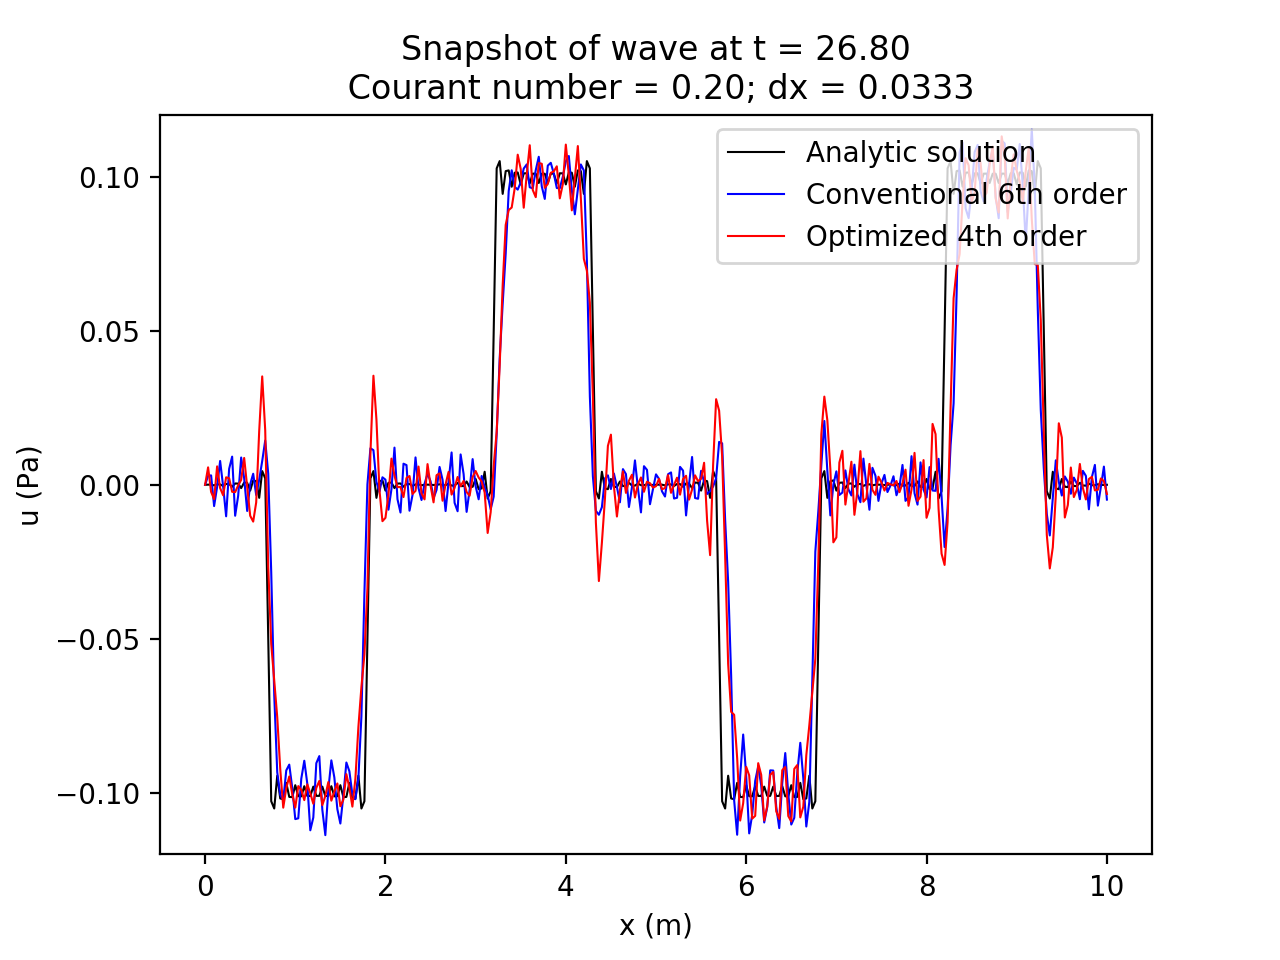 Snapshot of wave at t = 26.80
Courant number = 0.20; dx = 0.0333
Analytic solution
Conventional 6th order
Optimized 4th order
0.10
0.05
0.00
−0.05
−0.10
u (Pa)
0 2 4 6 8 10
x (m)